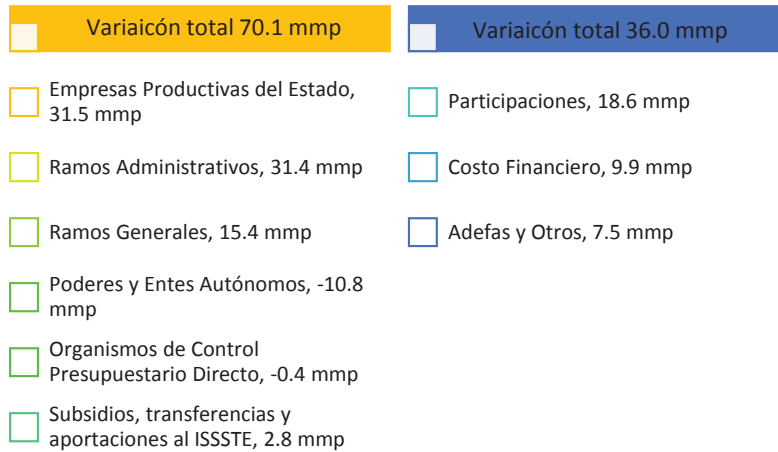 Variaicón total 70.1 mmp
Empresas Productivas del Estado,
31.5 mmp
Ramos Administrativos, 31.4 mmp
Ramos Generales, 15.4 mmp
Poderes y Entes Autónomos, -10.8
mmp
Organismos de Control
Presupuestario Directo, -0.4 mmp
Subsidios, transferencias y
aportaciones al ISSSTE, 2.8 mmp
Variaicón total 36.0 mmp
Participaciones, 18.6 mmp
Costo Financiero, 9.9 mmp
Adefas y Otros, 7.5 mmp